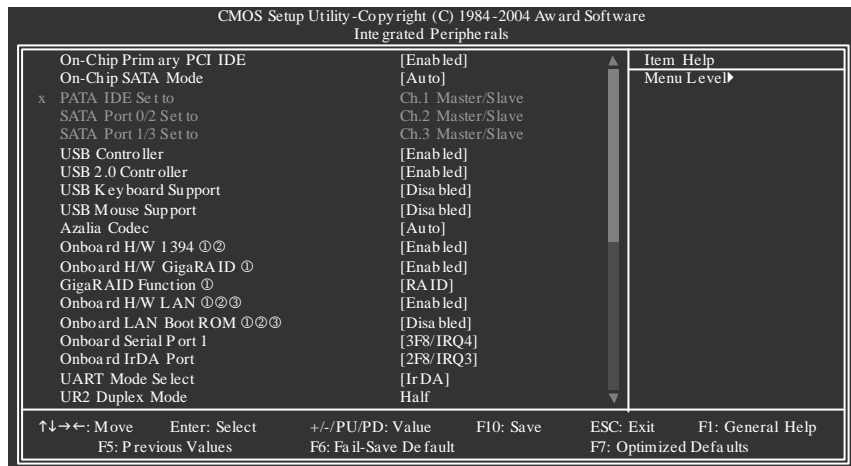 CMOS Setup Utility-Copyright (C) 1984-2004 Award Software
Integrated Peripherals
On-Chip Primary PCI IDE [Enabled]
On-Chip SATA Mode [Auto]
x PATA IDE Set to Ch.1 Master/Slave
SATA Port 0/2 Set to Ch.2 Master/Slave
SATA Port 1/3 Set to Ch.3 Master/Slave
USB Controller [Enabled]
USB 2.0 Controller [Enabled]
USB Keyboard Support [Disabled]
USB Mouse Support [Disabled]
Azalia Codec [Auto]
Onboard H/W 1394 ①② [Enabled]
Onboard H/W GigaRAID ① [Enabled]
GigaRAID Function ① [RAID]
Onboard H/W LAN ①②③ [Enabled]
Onboard LAN Boot ROM ①②③ [Disabled]
Onboard Serial Port 1 [3F8/IRQ4]
Onboard IrDA Port [2F8/IRQ3]
UART Mode Select [IrDA]
UR2 Duplex Mode Half
Item Help
Menu Level▶
↑↓→←: Move Enter: Select +/-/PU/PD: Value F10: Save ESC: Exit F1: General Help
F5: Previous Values F6: Fail-Save Default F7: Optimized Defaults